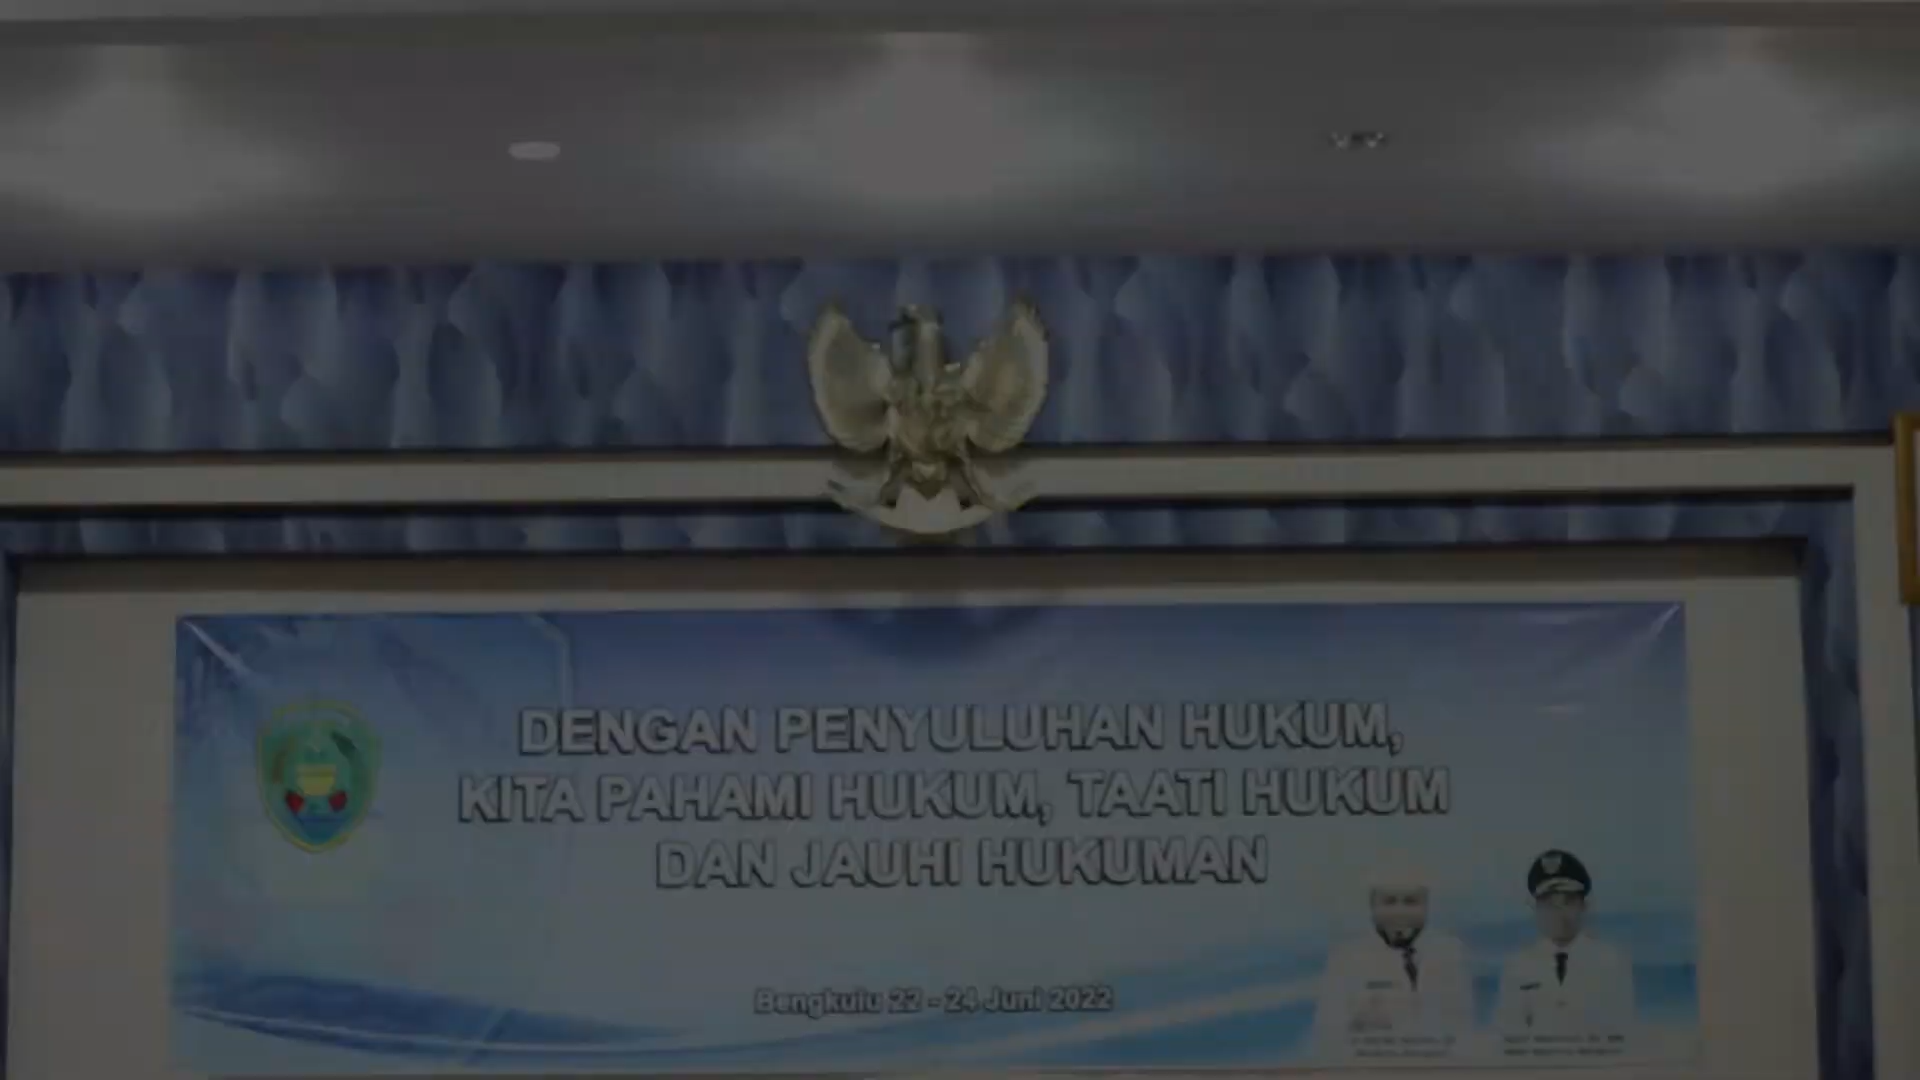 DENGAN PENYULUHAN HUKUM,
KITA PAHAMI HUKUM, TAATI HUKUM
DAN JAUHI HUKUMAN
Bengkulu 22 - 24 Juni 2022